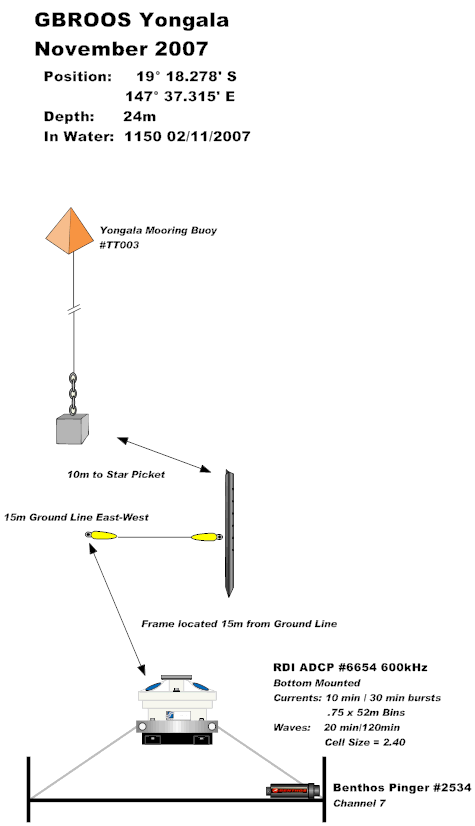 GBROOS Yongala
November 2007
Position: 19° 18.278' S
147° 37.315' E
Depth: 24m
In Water: 1150 02/11/2007
Yongala Mooring Buoy
#TT003
10m to Star Picket
15m Ground Line East-West
Frame located 15m from Ground Line
RDI ADCP #6654 600kHz
Bottom Mounted
Currents: 10 min / 30 min bursts
.75 x 52m Bins
Waves: 20 min/120min
Cell Size = 2.40
Benthos Pinger #2534
Channel 7